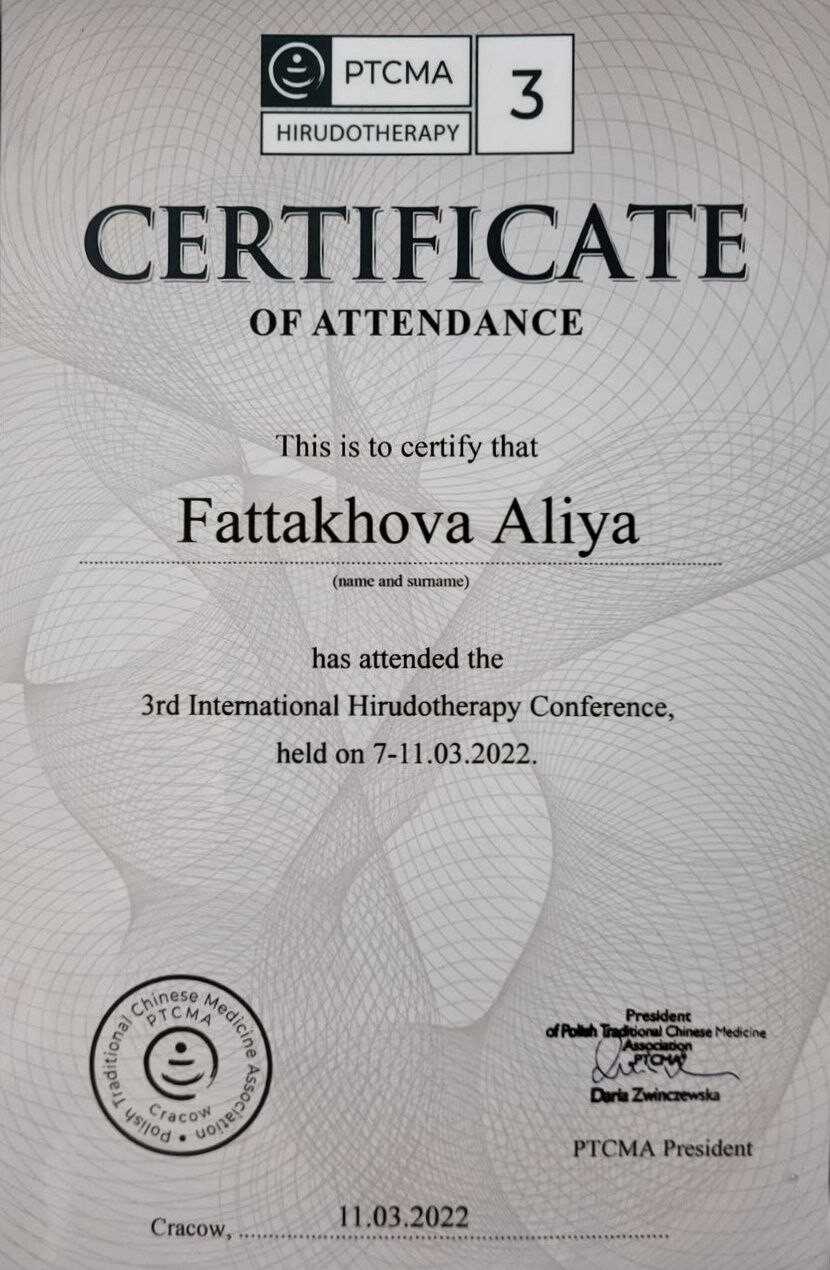 PTCMA
3
HIRUDOTHERAPY
CERTIFICATE
OF ATTENDANCE
This is to certify that
Fattakhova Aliya
(name and surname)
has attended the
3rd International Hirudotherapy Conference,
held on 7-11.03.2022.
Polish Traditional Chinese Medicine Association •
PTCMA
Cracow
President
of Polish Traditional Chinese Medicine
Association
PTCMA
Daria Zwinczewska
PTCMA President
Cracow, 11.03.2022